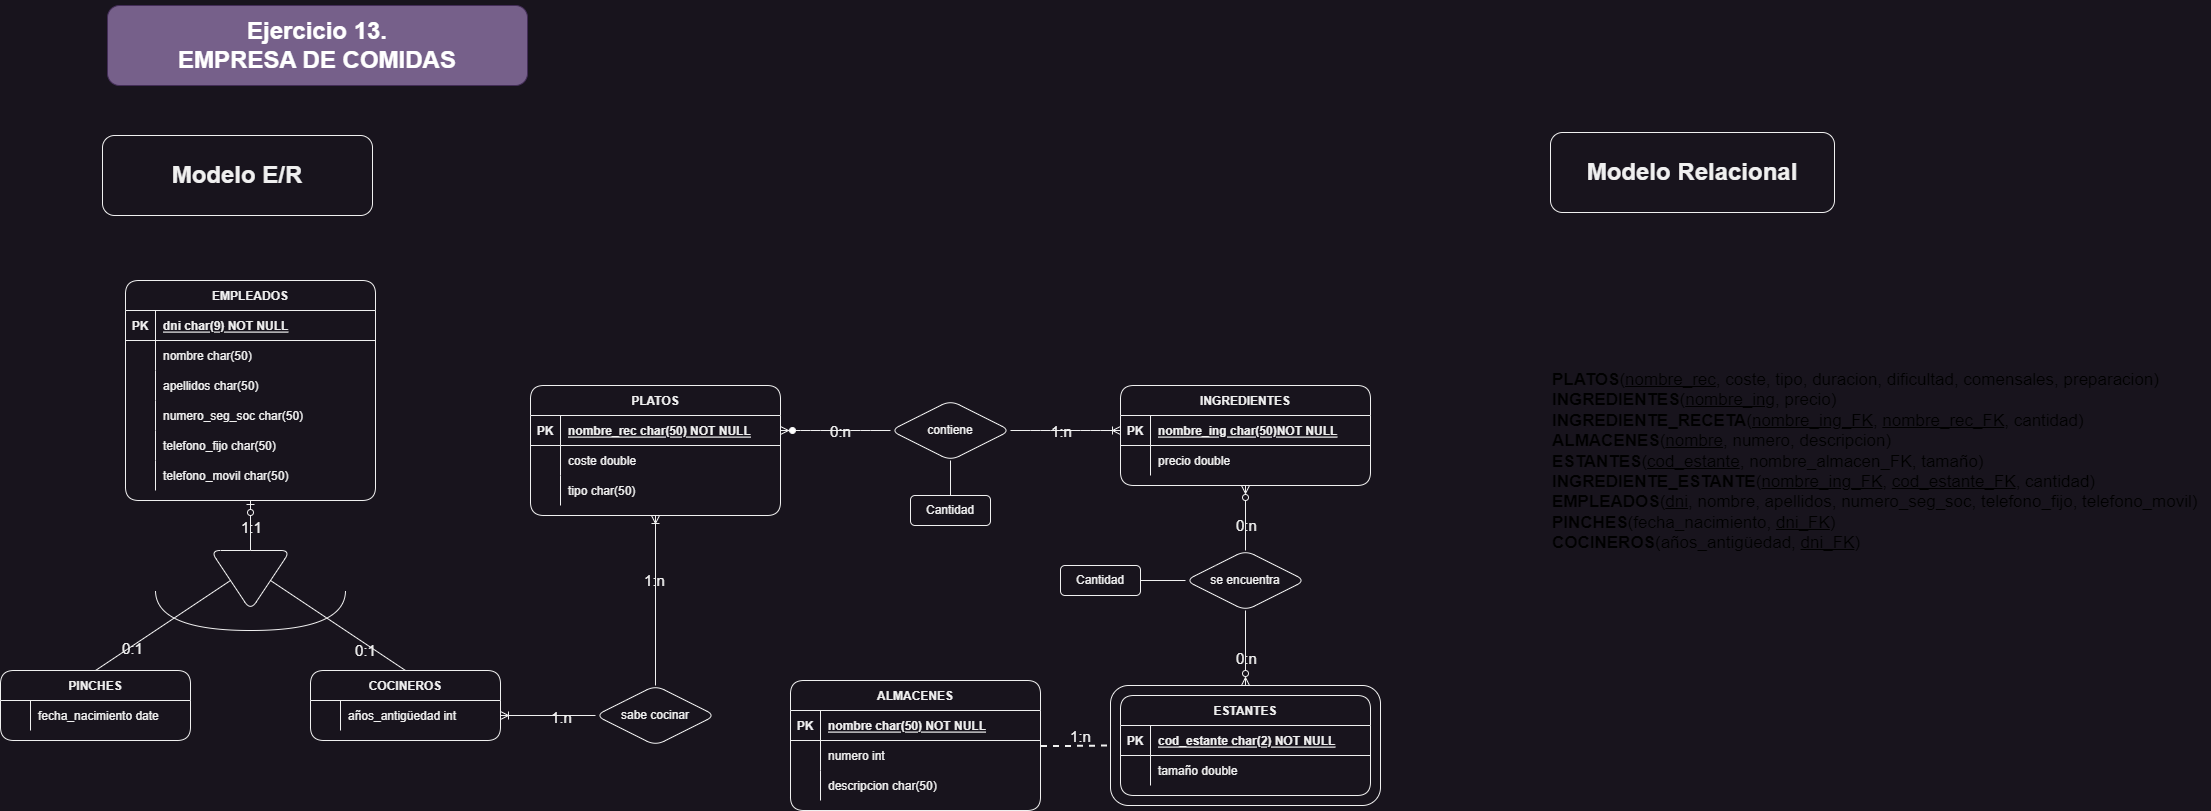 Ejercicio 13.
EMPRESA DE COMIDAS
Modelo E/R
Modelo Relacional
EMPLEADOS
PK dni char(9) NOT NULL
nombre char(50)
apellidos char(50)
numero_seg_soc char(50)
telefono_fijo char(50)
telefono_movil char(50)
1:1
0:1
0:1
PINCHES
fecha_nacimiento date
COCINEROS
años_antigüedad int
1:n
sabe cocinar
1:n
PLATOS
PK nombre_rec char(50) NOT NULL
coste double
tipo char(50)
0:n
contiene
1:n
Cantidad
INGREDIENTES
PK nombre_ing char(50)NOT NULL
precio double
0:n
Cantidad
se encuentra
0:n
ALMACENES
PK nombre char(50) NOT NULL
numero int
descripcion char(50)
1:n
ESTANTES
PK cod_estante char(2) NOT NULL
tamaño double
PLATOS(nombre_rec, coste, tipo, duracion, dificultad, comensales, preparacion)
INGREDIENTES(nombre_ing, precio)
INGREDIENTE_RECETA(nombre_ing_FK, nombre_rec_FK, cantidad)
ALMACENES(nombre, numero, descripcion)
ESTANTES(cod_estante, nombre_almacen_FK, tamaño)
INGREDIENTE_ESTANTE(nombre_ing_FK, cod_estante_FK, cantidad)
EMPLEADOS(dni, nombre, apellidos, numero_seg_soc, telefono_fijo, telefono_movil)
PINCHES(fecha_nacimiento, dni_FK)
COCINEROS(años_antigüedad, dni_FK)